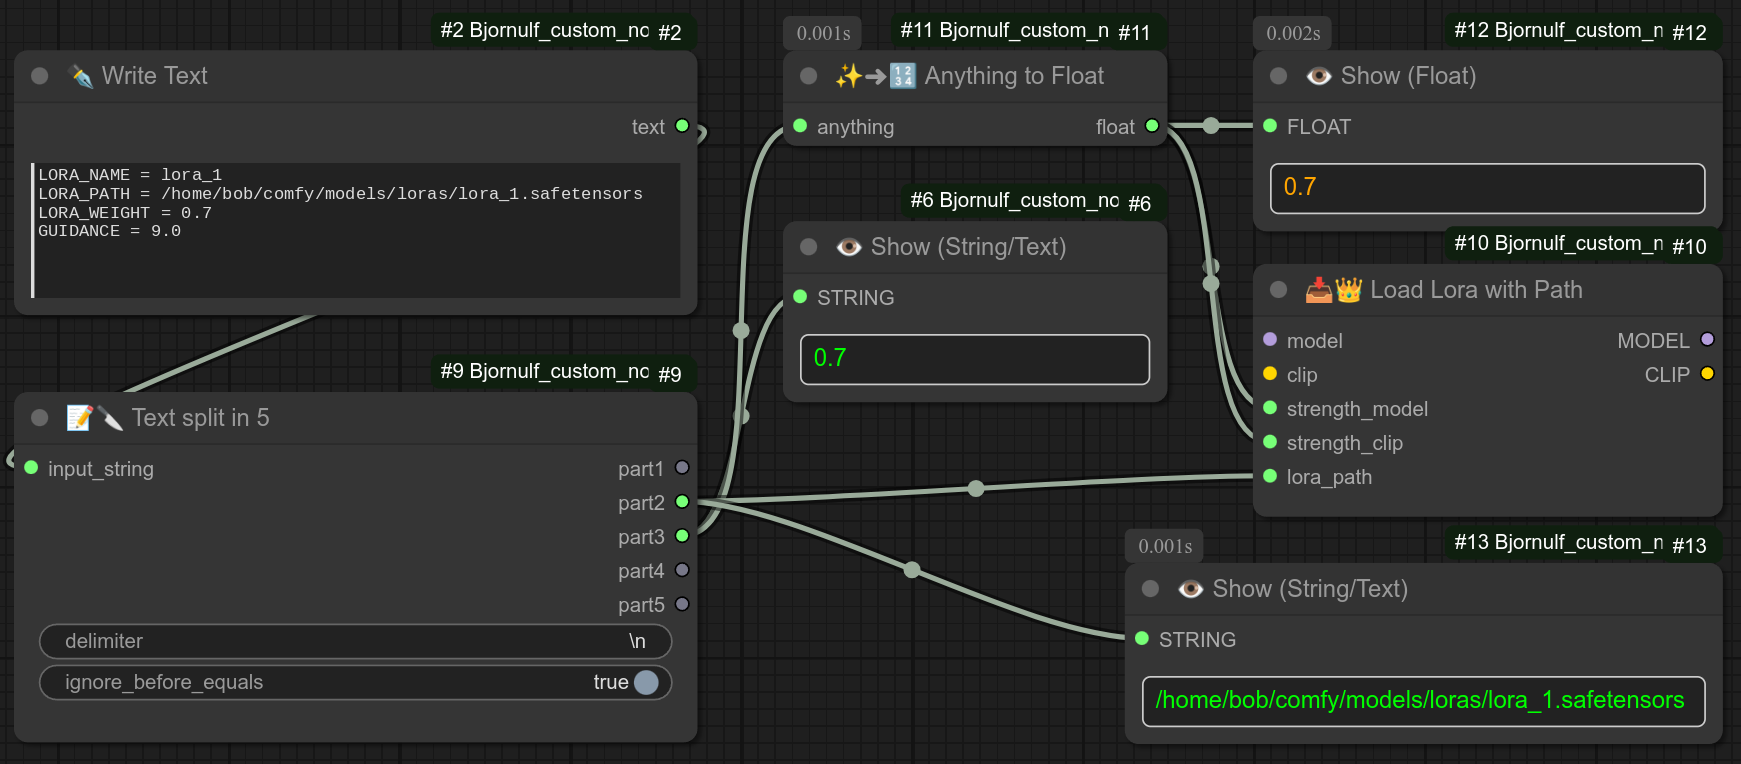 #2 Bjornulf_custom_no #2
Write Text
text
LORA_NAME = lora_1
LORA_PATH = /home/bob/comfy/models/loras/lora_1.safetensors
LORA_WEIGHT = 0.7
GUIDANCE = 9.0
#9 Bjornulf_custom_no #9
Text split in 5
input_string
part1
part2
part3
part4
part5
delimiter \n
ignore_before_equals true
0.001s
#11 Bjornulf_custom_n #11
Anything to Float
anything float
#6 Bjornulf_custom_no #6
Show (String/Text)
STRING
0.7
0.002s
#12 Bjornulf_custom_n #12
Show (Float)
FLOAT
0.7
#10 Bjornulf_custom_n #10
Load Lora with Path
model MODEL
clip CLIP
strength_model
strength_clip
lora_path
0.001s
#13 Bjornulf_custom_n #13
Show (String/Text)
STRING
/home/bob/comfy/models/loras/lora_1.safetensors